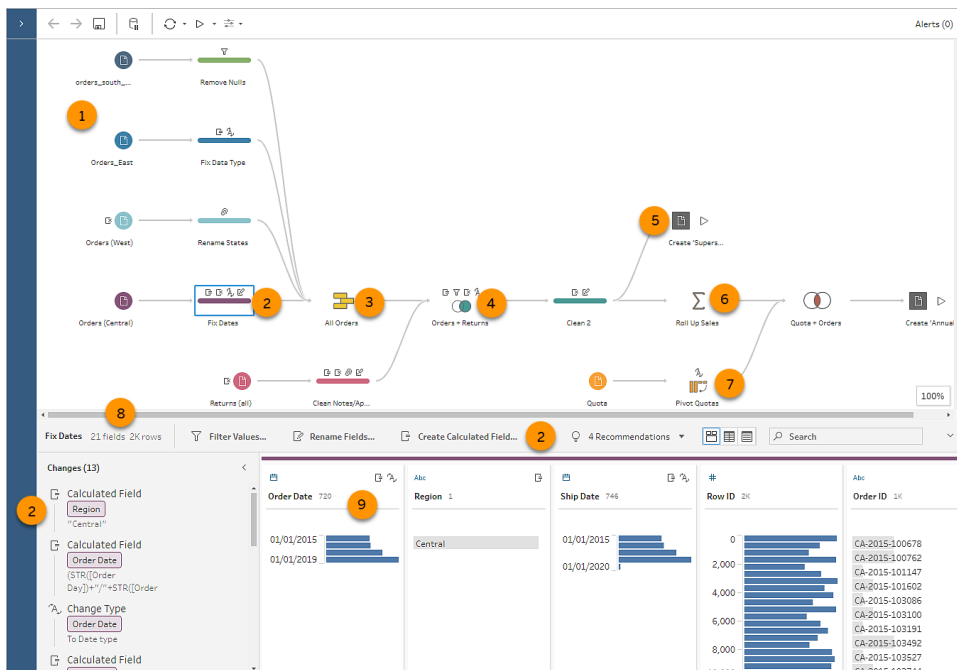 Alerts (0)
orders_south_...
Remove Nulls
1
Orders_East
Fix Data Type
Orders (West)
Rename States
5
Create 'Supers...
2
3
4
6
Orders (Central)
Fix Dates
All Orders
Orders + Returns
Clean 2
Roll Up Sales
Quota + Orders
Create 'Annual
7
Returns (all)
Clean Notes/Ap...
Quota
Pivot Quotas
100%
8
Fix Dates 21 fields 2K rows
Filter Values...
Rename Fields...
Create Calculated Field...
2
4 Recommendations
Search
Changes (13)
2
Calculated Field
Region
"Central"
Calculated Field
Order Date
(STR([Order
Day])+"/"+STR([Order
Change Type
Order Date
To Date type
Calculated Field
Order Date 720
9
01/01/2015
01/01/2019
Abc
Region 1
Central
Ship Date 746
01/01/2015
01/01/2020
#
Row ID 2K
0
2,000
4,000
6,000
8,000
Abc
Order ID 1K
CA-2015-100678
CA-2015-100762
CA-2015-101147
CA-2015-101602
CA-2015-103086
CA-2015-103100
CA-2015-103191
CA-2015-103492
CA-2015-103527